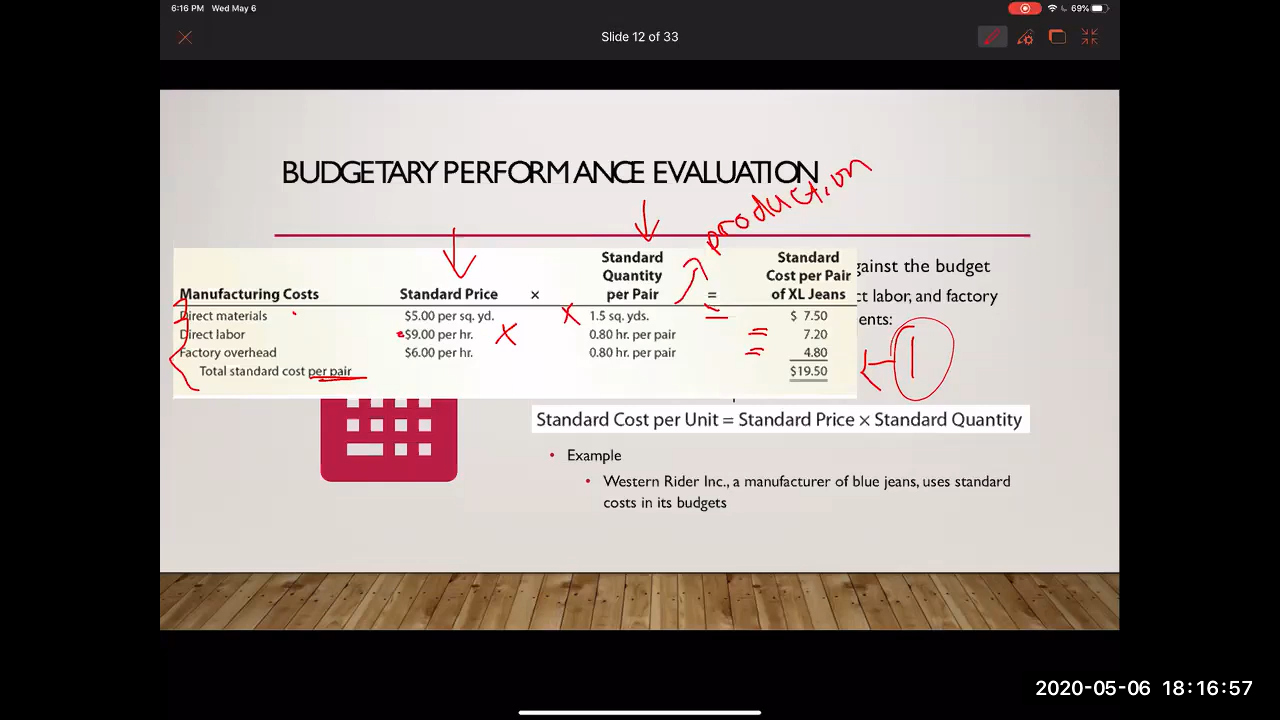 6:16 PM Wed May 6
69%
Slide 12 of 33
BUDGETARY PERFORMANCE EVALUATION
production
Manufacturing Costs Standard Price × Standard Quantity per Pair = Standard Cost per Pair of XL Jeans
Direct materials $5.00 per sq. yd. X 1.5 sq. yds. = $ 7.50
Direct labor $9.00 per hr. X 0.80 hr. per pair = 7.20
Factory overhead $6.00 per hr. 0.80 hr. per pair = 4.80
Total standard cost per pair $19.50
1
gainst the budget
ct labor, and factory
ents:
Standard Cost per Unit = Standard Price × Standard Quantity
• Example
• Western Rider Inc., a manufacturer of blue jeans, uses standard
costs in its budgets
2020-05-06 18:16:57